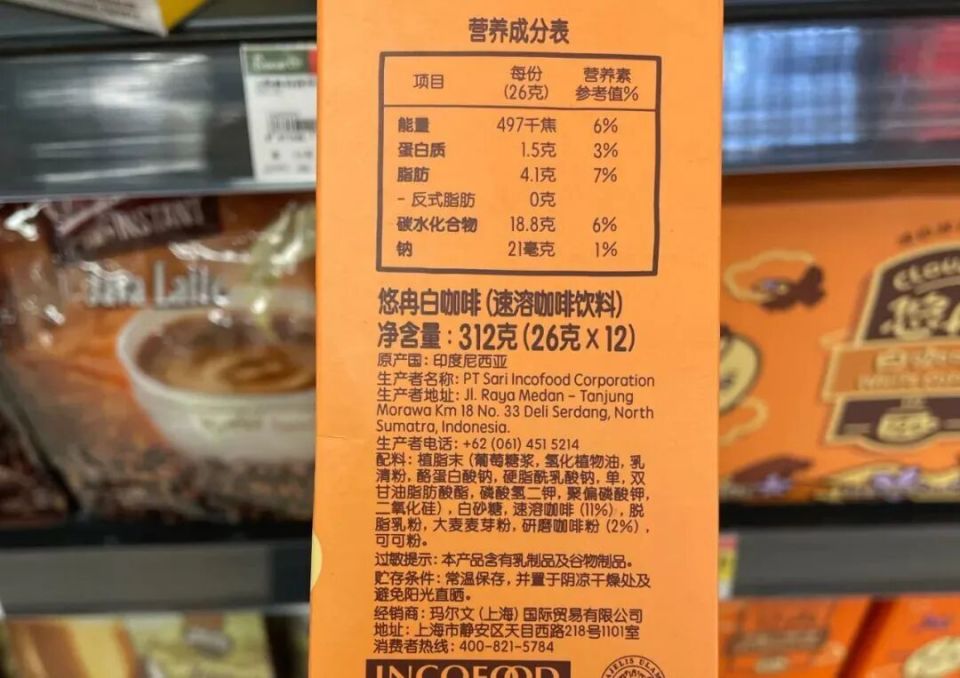 营养成分表
项目 每份(26克) 营养素参考值%
能量 497千焦 6%
蛋白质 1.5克 3%
脂肪 4.1克 7%
- 反式脂肪 0克
碳水化合物 18.8克 6%
钠 21毫克 1%
悠冉白咖啡(速溶咖啡饮料)
净含量:312克(26克X12)
原产国:印度尼西亚
生产者名称:PT Sari Incofood Corporation
生产者地址:Jl. Raya Medan - Tanjung
Morawa Km 18 No. 33 Deli Serdang, North
Sumatra, Indonesia.
生产者电话:+62 (061) 451 5214
配料:植脂末(葡萄糖浆,氢化植物油,乳
清粉,酪蛋白酸钠,硬脂酰乳酸钠,单,双
甘油脂肪酸酯,磷酸氢二钾,聚偏磷酸钾,
二氧化硅),白砂糖,速溶咖啡(11%),脱
脂乳粉,大麦麦芽粉,研磨咖啡粉(2%),
可可粉。
过敏提示:本产品含有乳制品及谷物制品。
贮存条件:常温保存,并置于阴凉干燥处及
避免阳光直晒。
经销商:玛尔文(上海)国际贸易有限公司
地址:上海市静安区天目西路218号1101室
消费者热线:400-821-5784
INCOFOOD
INSTANT
Java Latte